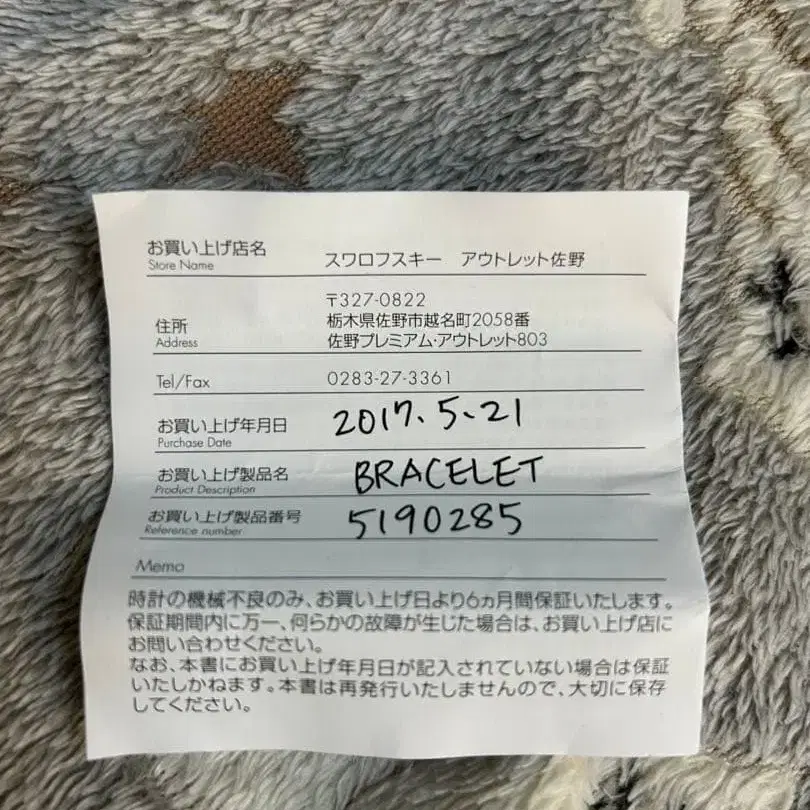 お買い上げ店名 スワロフスキー アウトレット佐野
Store Name
〒327-0822
住所 栃木県佐野市越名町2058番
Address 佐野プレミアム・アウトレット803
Tel/Fax 0283-27-3361
お買い上げ年月日 2017.5.21
Purchase Date
お買い上げ製品名 BRACELET
Product Description
お買い上げ製品番号 5190285
Reference number
Memo
時計の機械不良のみ、お買い上げ日より6ヵ月間保証いたします。
保証期間内に万一、何らかの故障が生じた場合は、お買い上げ店に
お問い合わせください。
なお、本書にお買い上げ年月日が記入されていない場合は保証
いたしかねます。本書は再発行いたしませんので、大切に保存
してください。